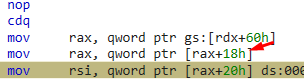 nop
cdq
mov rax, qword ptr gs:[rdx+60h]
mov rax, qword ptr [rax+18h]
mov rsi, qword ptr [rax+20h] ds:000